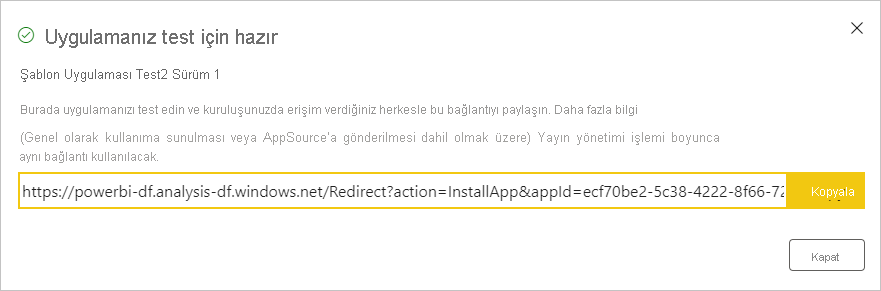 Uygulamanız test için hazır
Şablon Uygulaması Test2 Sürüm 1
Burada uygulamanızı test edin ve kuruluşunuzda erişim verdiğiniz herkesle bu bağlantıyı paylaşın. Daha fazla bilgi
(Genel olarak kullanıma sunulması veya AppSource'a gönderilmesi dahil olmak üzere) Yayın yönetimi işlemi boyunca
aynı bağlantı kullanılacak.
https://powerbi-df.analysis-df.windows.net/Redirect?action=InstallApp&appId=ecf70be2-5c38-4222-8f66-72 Kopyala
Kapat